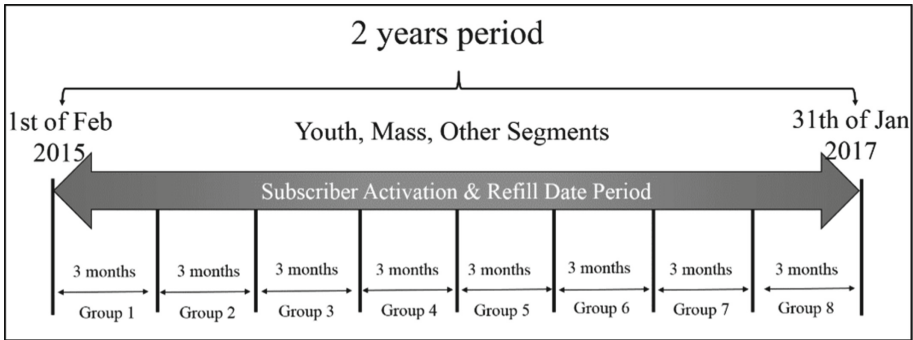 2 years period
1st of Feb
2015
Youth, Mass, Other Segments
31th of Jan
2017
Subscriber Activation & Refill Date Period
3 months
3 months
3 months
3 months
3 months
3 months
3 months
3 months
Group 1
Group 2
Group 3
Group 4
Group 5
Group 6
Group 7
Group 8